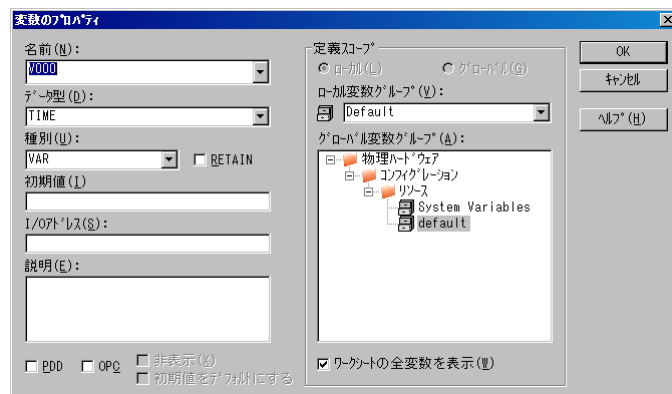 変数のﾌﾟﾛﾊﾟﾃｨ
名前(N):
V000
ﾃﾞｰﾀ型(D):
TIME
種別(U):
VAR
RETAIN
初期値(I)
I/Oｱﾄﾞﾚｽ(S):
説明(E):
PDD
OPC
非表示(X)
初期値をﾃﾞﾌｫﾙﾄにする
定義ｽｺｰﾌﾟ
ﾛｰｶﾙ(L)
ｸﾞﾛｰﾊﾞﾙ(G)
ﾛｰｶﾙ変数ｸﾞﾙｰﾌﾟ(V):
Default
ｸﾞﾛｰﾊﾞﾙ変数ｸﾞﾙｰﾌﾟ(A):
物理ﾊｰﾄﾞｳｪｱ
ｺﾝﾌｨｸﾞﾚｰｼｮﾝ
ﾘｿｰｽ
System Variables
default
ﾜｰｸｼｰﾄの全変数を表示(W)
OK
ｷｬﾝｾﾙ
ﾍﾙﾌﾟ(H)